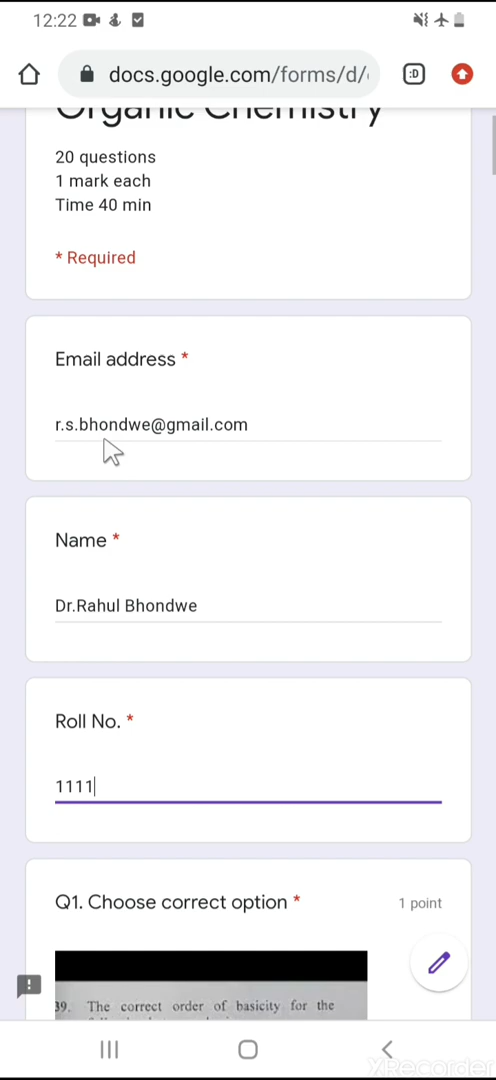 12:22
docs.google.com/forms/d/
:D
Organic Chemistry
20 questions
1 mark each
Time 40 min
* Required
Email address *
r.s.bhondwe@gmail.com
Name *
Dr.Rahul Bhondwe
Roll No. *
1111
Q1. Choose correct option *
1 point
39. The correct order of basicity for the
XRecorder